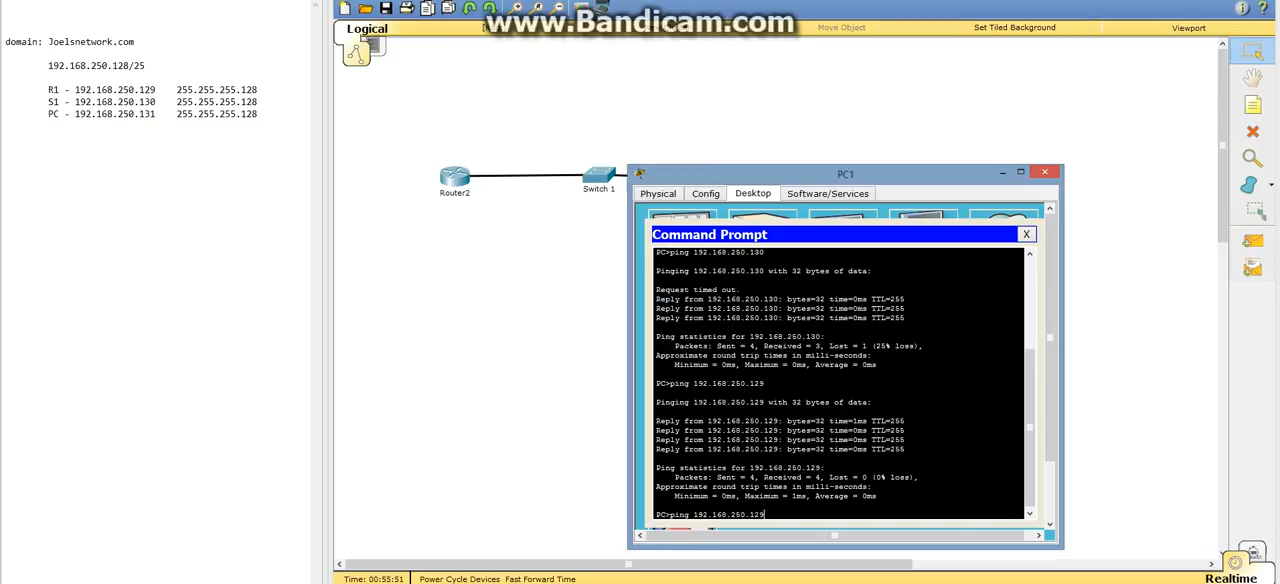 www.Bandicam.com
Logical
Move Object
Set Tiled Background
Viewport
domain: Joelsnetwork.com
192.168.250.128/25
R1 - 192.168.250.129 255.255.255.128
S1 - 192.168.250.130 255.255.255.128
PC - 192.168.250.131 255.255.255.128
Router2
Switch 1
PC1
Physical
Config
Desktop
Software/Services
Command Prompt
X
PC>ping 192.168.250.130
Pinging 192.168.250.130 with 32 bytes of data:
Request timed out.
Reply from 192.168.250.130: bytes=32 time=0ms TTL=255
Reply from 192.168.250.130: bytes=32 time=0ms TTL=255
Reply from 192.168.250.130: bytes=32 time=0ms TTL=255
Ping statistics for 192.168.250.130:
Packets: Sent = 4, Received = 3, Lost = 1 (25% loss),
Approximate round trip times in milli-seconds:
Minimum = 0ms, Maximum = 0ms, Average = 0ms
PC>ping 192.168.250.129
Pinging 192.168.250.129 with 32 bytes of data:
Reply from 192.168.250.129: bytes=32 time=1ms TTL=255
Reply from 192.168.250.129: bytes=32 time=0ms TTL=255
Reply from 192.168.250.129: bytes=32 time=0ms TTL=255
Reply from 192.168.250.129: bytes=32 time=0ms TTL=255
Ping statistics for 192.168.250.129:
Packets: Sent = 4, Received = 4, Lost = 0 (0% loss),
Approximate round trip times in milli-seconds:
Minimum = 0ms, Maximum = 1ms, Average = 0ms
PC>ping 192.168.250.129
Time: 00:55:51
Power Cycle Devices Fast Forward Time
Realtime